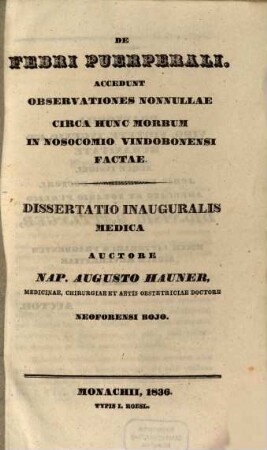 DE
FEBRI PUERPERALI.
ACCEDUNT
OBSERVATIONES NONNULLAE
CIRCA HUNC MORBUM
IN NOSOCOMIO VINDOBONENSI
FACTAE.
DISSERTATIO INAUGURALIS
MEDICA
AUCTORE
NAP. AUGUSTO HAUNER,
MEDICINAE, CHIRURGIAE ET ARTIS OBSTETRICIAE DOCTORE
NEOFORENSI BOJO.
MONACHII, 1836.
TYPIS I. ROESL.